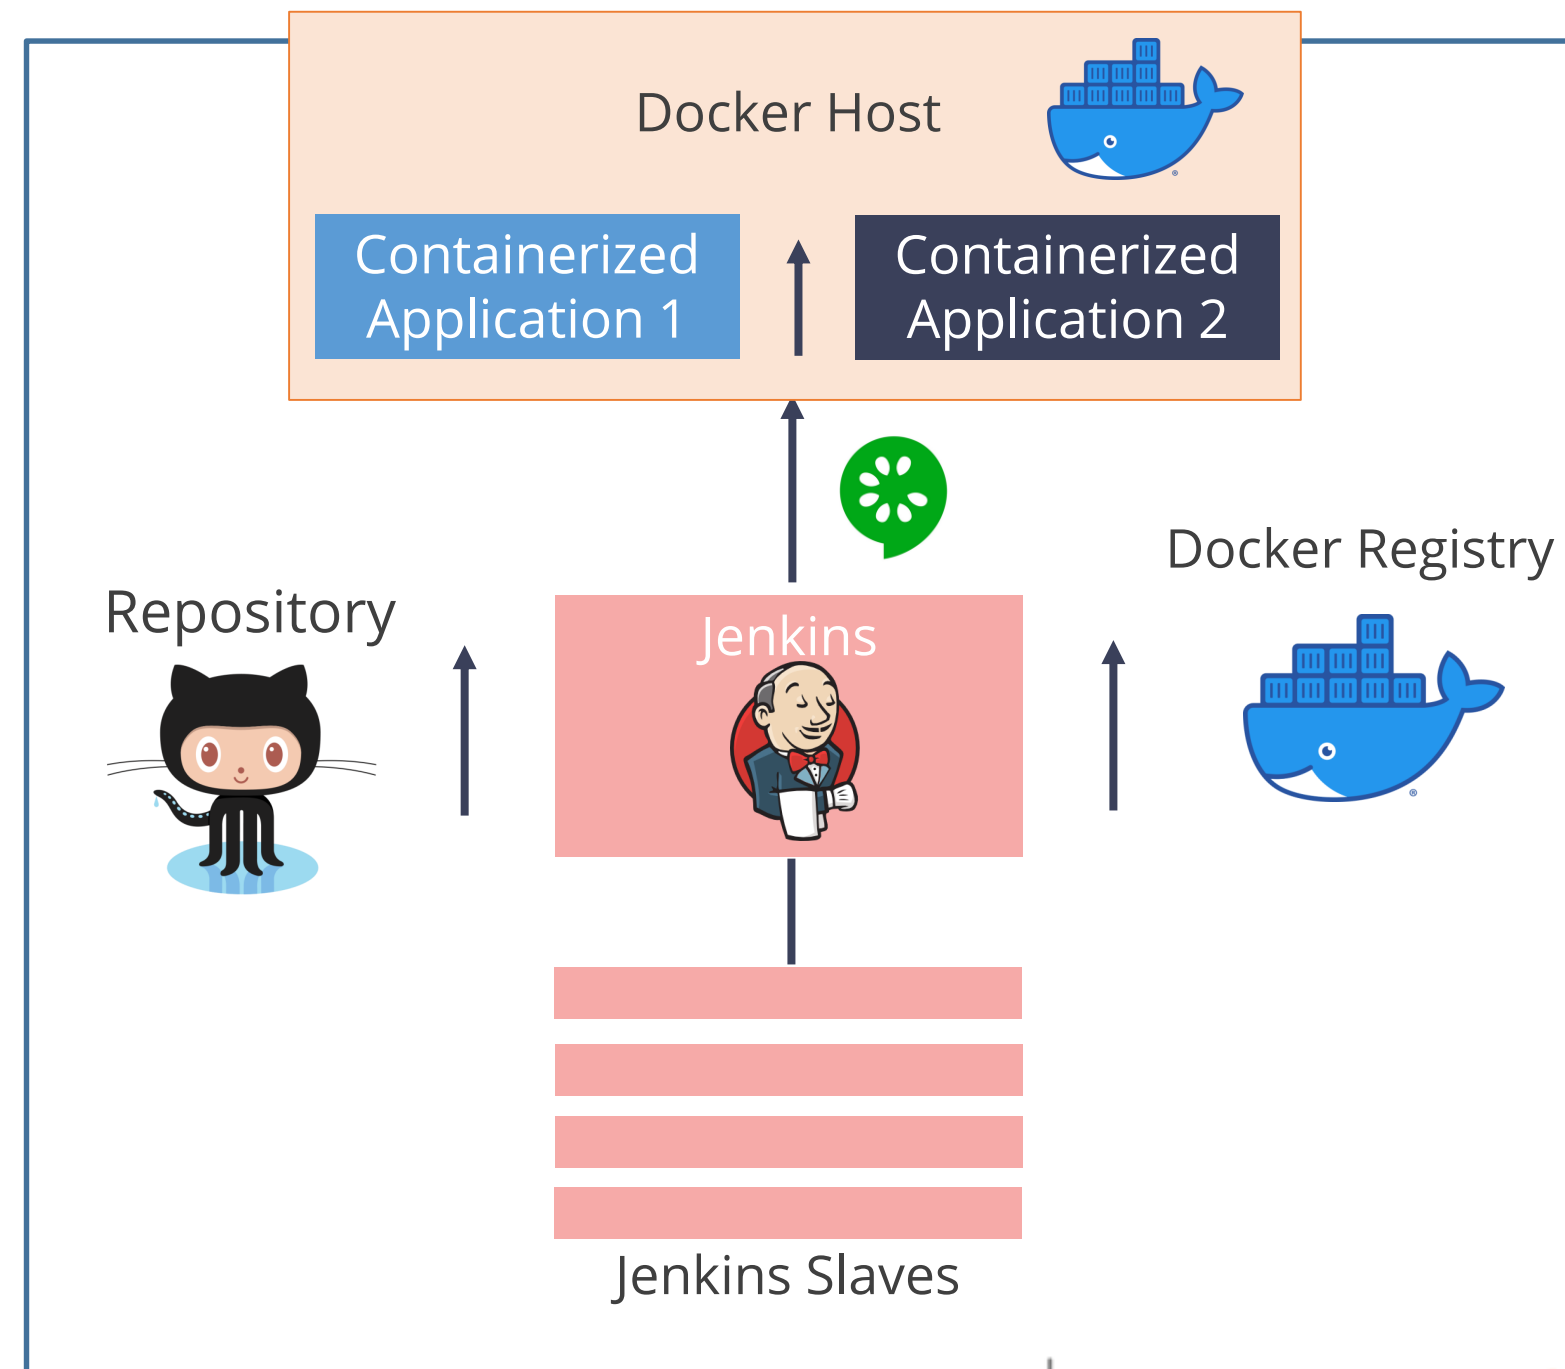 Docker Host
Containerized
Application 1
Containerized
Application 2
Docker Registry
Repository
Jenkins
Jenkins Slaves